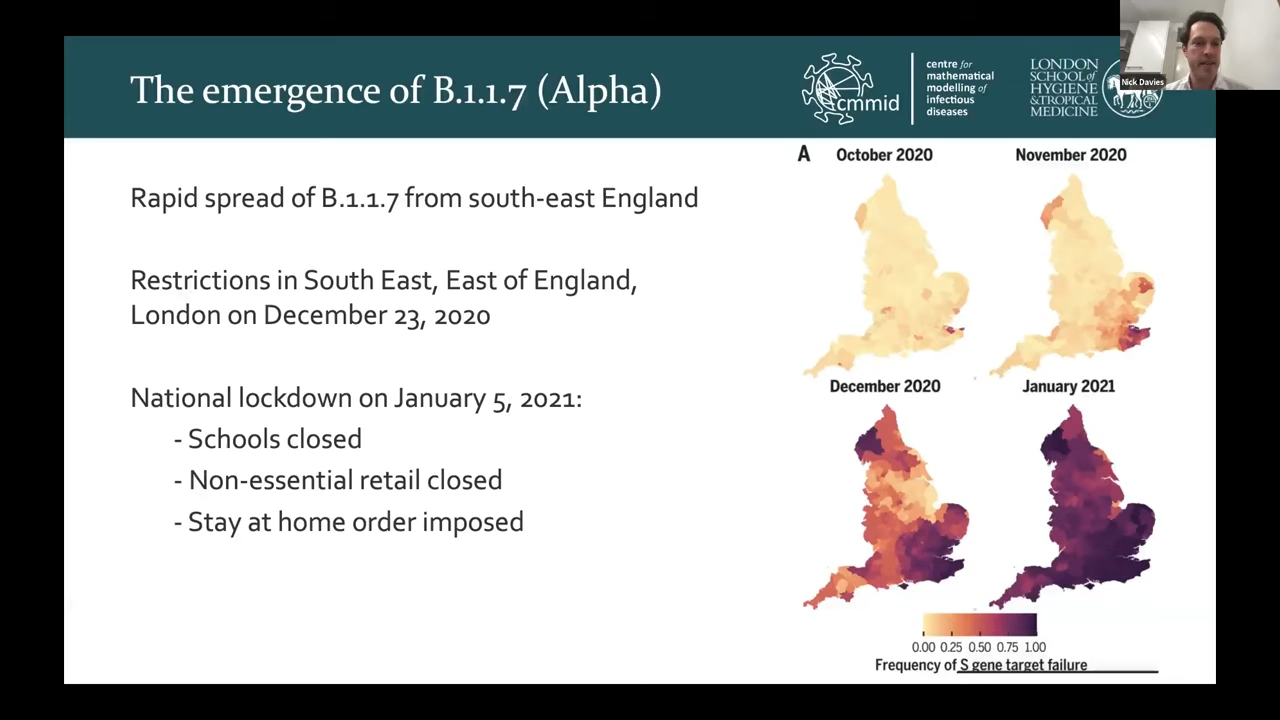 The emergence of B.1.1.7 (Alpha)
cmmid
centre for
mathematical
modelling of
infectious
diseases
LONDON
SCHOOL of
HYGIENE
& TROPICAL
MEDICINE
Nick Davies
Rapid spread of B.1.1.7 from south-east England
Restrictions in South East, East of England,
London on December 23, 2020
National lockdown on January 5, 2021:
- Schools closed
- Non-essential retail closed
- Stay at home order imposed
A October 2020 November 2020
December 2020 January 2021
0.00 0.25 0.50 0.75 1.00
Frequency of S gene target failure